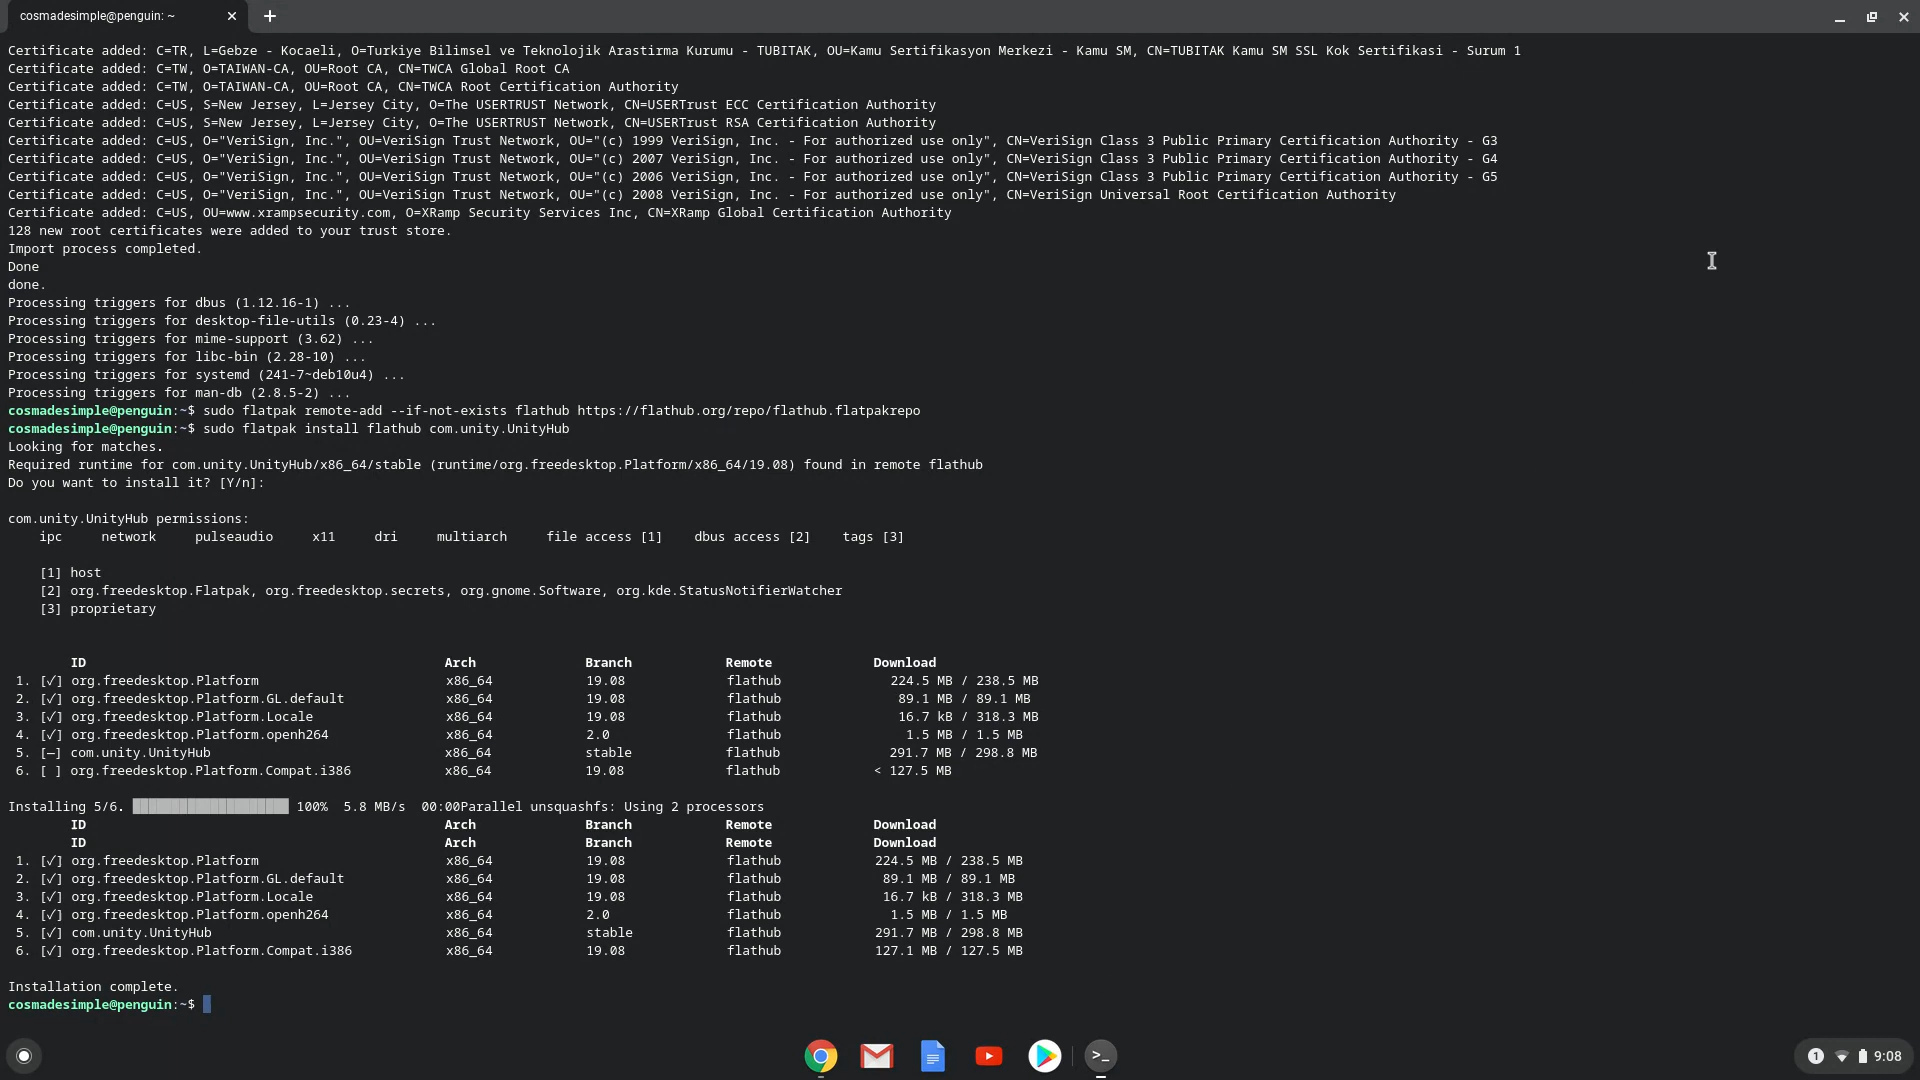 cosmadesimple@penguin: ~
Certificate added: C=TR, L=Gebze - Kocaeli, O=Turkiye Bilimsel ve Teknolojik Arastirma Kurumu - TUBITAK, OU=Kamu Sertifikasyon Merkezi - Kamu SM, CN=TUBITAK Kamu SM SSL Kok Sertifikasi - Surum 1
Certificate added: C=TW, O=TAIWAN-CA, OU=Root CA, CN=TWCA Global Root CA
Certificate added: C=TW, O=TAIWAN-CA, OU=Root CA, CN=TWCA Root Certification Authority
Certificate added: C=US, S=New Jersey, L=Jersey City, O=The USERTRUST Network, CN=USERTrust ECC Certification Authority
Certificate added: C=US, S=New Jersey, L=Jersey City, O=The USERTRUST Network, CN=USERTrust RSA Certification Authority
Certificate added: C=US, O="VeriSign, Inc.", OU=VeriSign Trust Network, OU="(c) 1999 VeriSign, Inc. - For authorized use only", CN=VeriSign Class 3 Public Primary Certification Authority - G3
Certificate added: C=US, O="VeriSign, Inc.", OU=VeriSign Trust Network, OU="(c) 2007 VeriSign, Inc. - For authorized use only", CN=VeriSign Class 3 Public Primary Certification Authority - G4
Certificate added: C=US, O="VeriSign, Inc.", OU=VeriSign Trust Network, OU="(c) 2006 VeriSign, Inc. - For authorized use only", CN=VeriSign Class 3 Public Primary Certification Authority - G5
Certificate added: C=US, O="VeriSign, Inc.", OU=VeriSign Trust Network, OU="(c) 2008 VeriSign, Inc. - For authorized use only", CN=VeriSign Universal Root Certification Authority
Certificate added: C=US, OU=www.xrampsecurity.com, O=XRamp Security Services Inc, CN=XRamp Global Certification Authority
128 new root certificates were added to your trust store.
Import process completed.
Done
done.
Processing triggers for dbus (1.12.16-1) ...
Processing triggers for desktop-file-utils (0.23-4) ...
Processing triggers for mime-support (3.62) ...
Processing triggers for libc-bin (2.28-10) ...
Processing triggers for systemd (241-7~deb10u4) ...
Processing triggers for man-db (2.8.5-2) ...
cosmadesimple@penguin:~$ sudo flatpak remote-add --if-not-exists flathub https://flathub.org/repo/flathub.flatpakrepo
cosmadesimple@penguin:~$ sudo flatpak install flathub com.unity.UnityHub
Looking for matches.
Required runtime for com.unity.UnityHub/x86_64/stable (runtime/org.freedesktop.Platform/x86_64/19.08) found in remote flathub
Do you want to install it? [Y/n]:
com.unity.UnityHub permissions:
ipc network pulseaudio x11 dri multiarch file access [1] dbus access [2] tags [3]
[1] host
[2] org.freedesktop.Flatpak, org.freedesktop.secrets, org.gnome.Software, org.kde.StatusNotifierWatcher
[3] proprietary
ID Arch Branch Remote Download
1. [✓] org.freedesktop.Platform x86_64 19.08 flathub 224.5 MB / 238.5 MB
2. [✓] org.freedesktop.Platform.GL.default x86_64 19.08 flathub 89.1 MB / 89.1 MB
3. [✓] org.freedesktop.Platform.Locale x86_64 19.08 flathub 16.7 kB / 318.3 MB
4. [✓] org.freedesktop.Platform.openh264 x86_64 2.0 flathub 1.5 MB / 1.5 MB
5. [—] com.unity.UnityHub x86_64 stable flathub 291.7 MB / 298.8 MB
6. [ ] org.freedesktop.Platform.Compat.i386 x86_64 19.08 flathub < 127.5 MB
Installing 5/6. ████████████████████ 100% 5.8 MB/s 00:00Parallel unsquashfs: Using 2 processors
ID Arch Branch Remote Download
ID Arch Branch Remote Download
1. [✓] org.freedesktop.Platform x86_64 19.08 flathub 224.5 MB / 238.5 MB
2. [✓] org.freedesktop.Platform.GL.default x86_64 19.08 flathub 89.1 MB / 89.1 MB
3. [✓] org.freedesktop.Platform.Locale x86_64 19.08 flathub 16.7 kB / 318.3 MB
4. [✓] org.freedesktop.Platform.openh264 x86_64 2.0 flathub 1.5 MB / 1.5 MB
5. [✓] com.unity.UnityHub x86_64 stable flathub 291.7 MB / 298.8 MB
6. [✓] org.freedesktop.Platform.Compat.i386 x86_64 19.08 flathub 127.1 MB / 127.5 MB
Installation complete.
cosmadesimple@penguin:~$
1 9:08